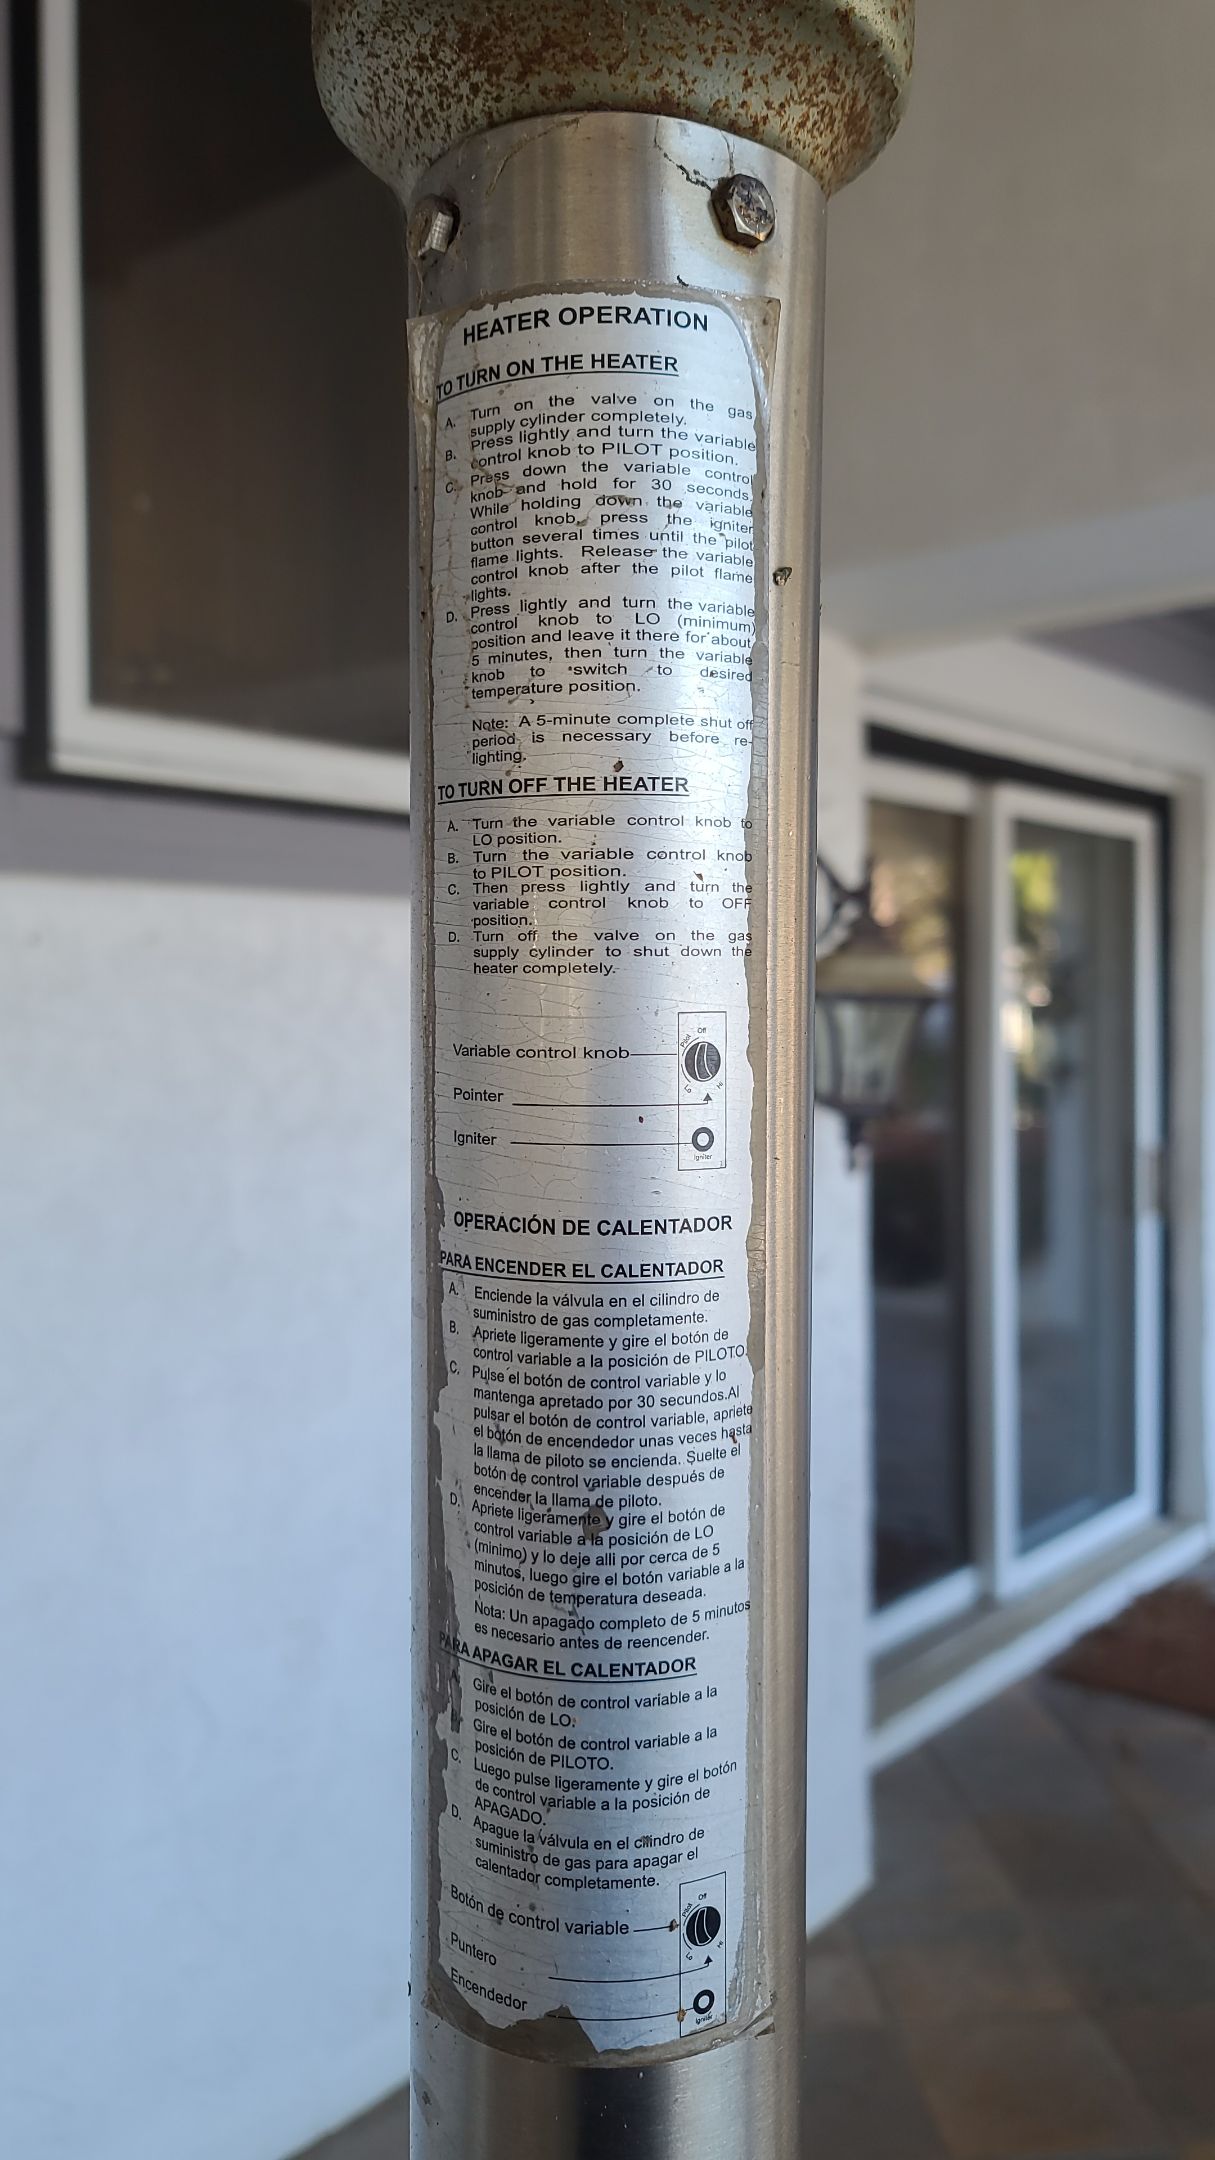 HEATER OPERATION
TO TURN ON THE HEATER
A. Turn on the valve on the gas
supply cylinder completely.
B. Press lightly and turn the variable
control knob to PILOT position.
C. Press down the variable control
knob and hold for 30 seconds.
While holding down the variable
control knob, press the igniter
button several times until the pilot
flame lights. Release the variable
control knob after the pilot flame
lights.
D. Press lightly and turn the variable
control knob to LO (minimum)
position and leave it there for about
5 minutes, then turn the variable
knob to switch to desired
temperature position.
Note: A 5-minute complete shut off
period is necessary before re-
lighting.
TO TURN OFF THE HEATER
A. Turn the variable control knob to
LO position.
B. Turn the variable control knob
to PILOT position.
C. Then press lightly and turn the
variable control knob to OFF
position.
D. Turn off the valve on the gas
supply cylinder to shut down the
heater completely.
Off
Pilot
Variable control knob
Lo Hi
Pointer
Igniter
Igniter
OPERACIÓN DE CALENTADOR
PARA ENCENDER EL CALENTADOR
A. Enciende la válvula en el cilindro de
suministro de gas completamente.
B. Apriete ligeramente y gire el botón de
control variable a la posición de PILOTO.
C. Pulse el botón de control variable y lo
mantenga apretado por 30 secundos.Al
pulsar el botón de control variable, apriete
el botón de encendedor unas veces hasta
la llama de piloto se encienda. Suelte el
botón de control variable después de
encender la llama de piloto.
D. Apriete ligeramente y gire el botón de
control variable a la posición de LO
(minimo) y lo deje alli por cerca de 5
minutos, luego gire el botón variable a la
posición de temperatura deseada.
Nota: Un apagado completo de 5 minutos
es necesario antes de reencender.
PARA APAGAR EL CALENTADOR
A. Gire el botón de control variable a la
posición de LO.
B. Gire el botón de control variable a la
posición de PILOTO.
C. Luego pulse ligeramente y gire el botón
de control variable a la posición de
APAGADO.
D. Apague la válvula en el cilindro de
suministro de gas para apagar el
calentador completamente.
Off
Pilot
Botón de control variable
Lo Hi
Puntero
Encendedor
Igniter